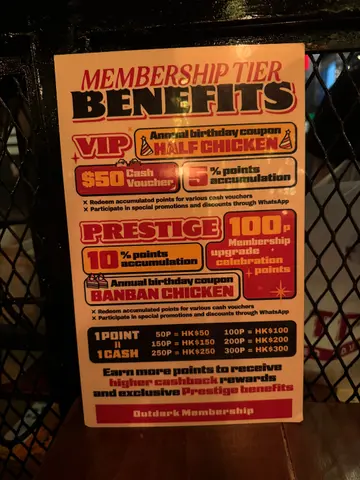 MEMBERSHIP TIER
BENEFITS
VIP
Annual birthday coupon
HALF CHICKEN
$50 Cash Voucher
5 % points accumulation
× Redeem accumulated points for various cash vouchers
× Participate in special promotions and discounts through WhatsApp
PRESTIGE
100P
Membership
upgrade
celebration
points
10 % points accumulation
Annual birthday coupon
BANBAN CHICKEN
× Redeem accumulated points for various cash vouchers
× Participate in special promotions and discounts through WhatsApp
1 POINT
=
1 CASH
50P = HK$50 100P = HK$100
150P = HK$150 200P = HK$200
250P = HK$250 300P = HK$300
Earn more points to receive
higher cashback rewards
and exclusive Prestige benefits
Outdark Membership